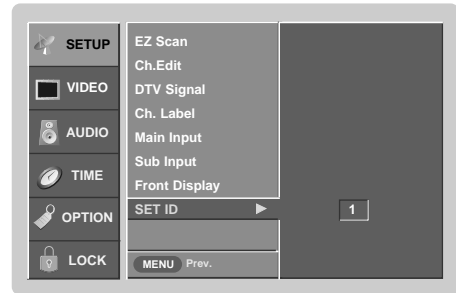 SETUP
VIDEO
AUDIO
TIME
OPTION
LOCK
EZ Scan
Ch.Edit
DTV Signal
Ch. Label
Main Input
Sub Input
Front Display
SET ID ▶ 1
MENU Prev.